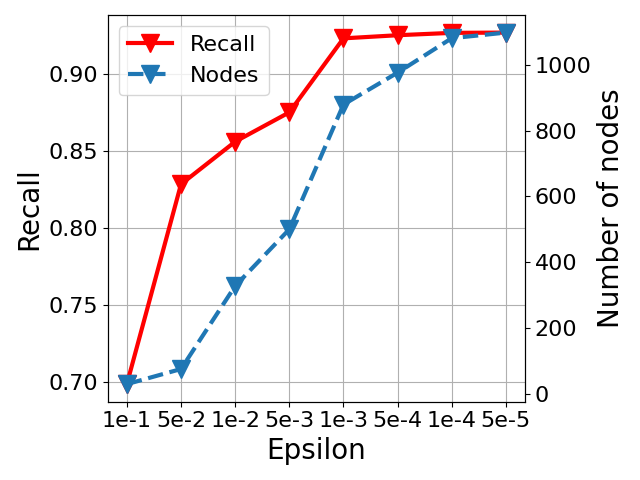 Recall
Nodes
Recall
0.90
0.85
0.80
0.75
0.70
1000
800
600
400
200
0
Number of nodes
1e-1 5e-2 1e-2 5e-3 1e-3 5e-4 1e-4 5e-5
Epsilon